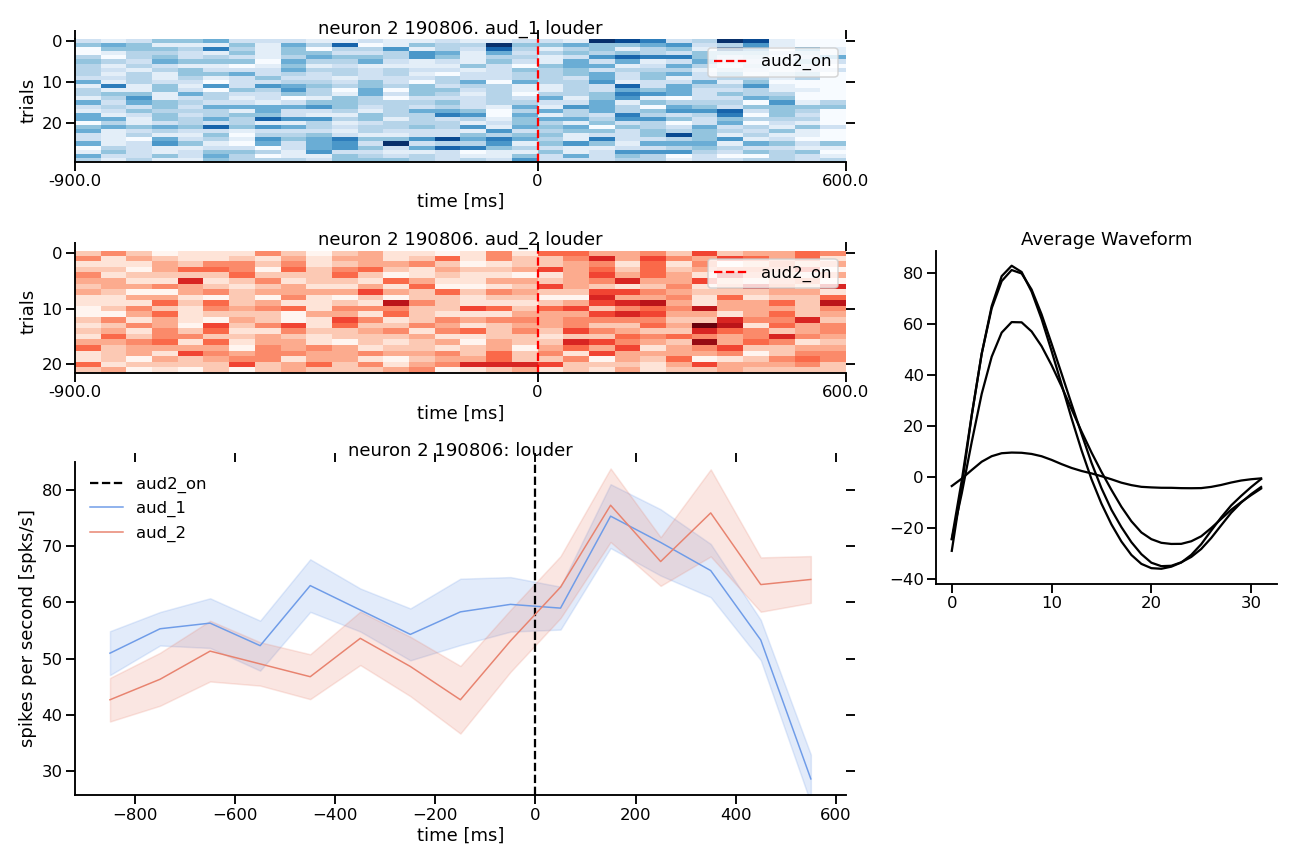 neuron 2 190806. aud_1 louder
trials
0
10
20
aud2_on
-900.0
0
600.0
time [ms]
neuron 2 190806. aud_2 louder
trials
0
10
20
aud2_on
-900.0
0
600.0
time [ms]
neuron 2 190806: louder
spikes per second [spks/s]
80
70
60
50
40
30
aud2_on
aud_1
aud_2
−800
−600
−400
−200
0
200
400
600
time [ms]
Average Waveform
80
60
40
20
0
−20
−40
0
10
20
30